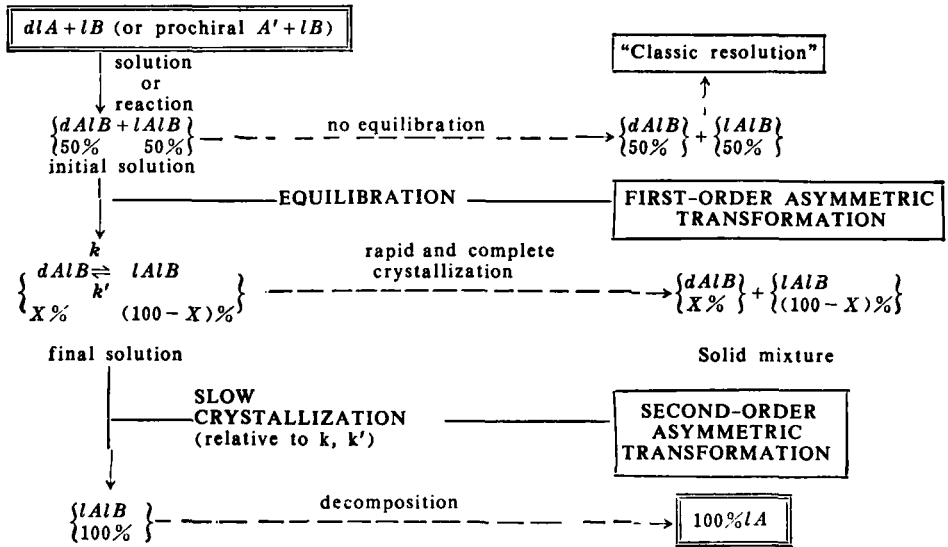 dlA + lB (or prochiral A' + lB)
solution
or
reaction
"Classic resolution"
{dAlB + lAlB}
{50% 50%}
initial solution
no equilibration
{dAlB} + {lAlB}
{50%} {50%}
EQUILIBRATION
FIRST-ORDER ASYMMETRIC
TRANSFORMATION
k
dAlB ⇌ lAlB
k'
{X% (100 – X)%}
rapid and complete
crystallization
{dAlB} + {lAlB}
{X%} {(100 – X)%}
final solution
Solid mixture
SLOW
CRYSTALLIZATION
(relative to k, k')
SECOND-ORDER
ASYMMETRIC
TRANSFORMATION
{lAlB}
{100%}
decomposition
100% lA